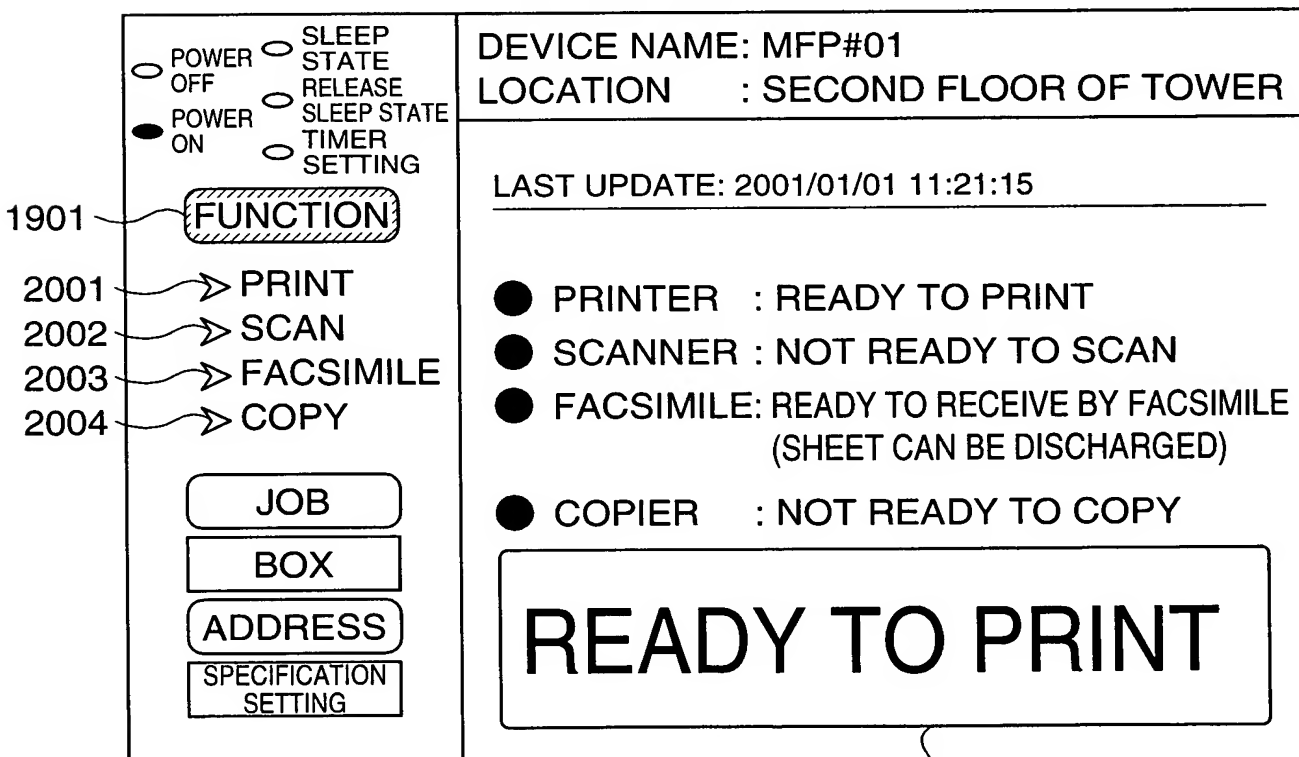 POWER OFF
POWER ON
SLEEP STATE
RELEASE SLEEP STATE
TIMER SETTING
1901
FUNCTION
2001
PRINT
2002
SCAN
2003
FACSIMILE
2004
COPY
JOB
BOX
ADDRESS
SPECIFICATION
SETTING
DEVICE NAME: MFP#01
LOCATION : SECOND FLOOR OF TOWER
LAST UPDATE: 2001/01/01 11:21:15
PRINTER : READY TO PRINT
SCANNER : NOT READY TO SCAN
FACSIMILE: READY TO RECEIVE BY FACSIMILE
(SHEET CAN BE DISCHARGED)
COPIER : NOT READY TO COPY
READY TO PRINT